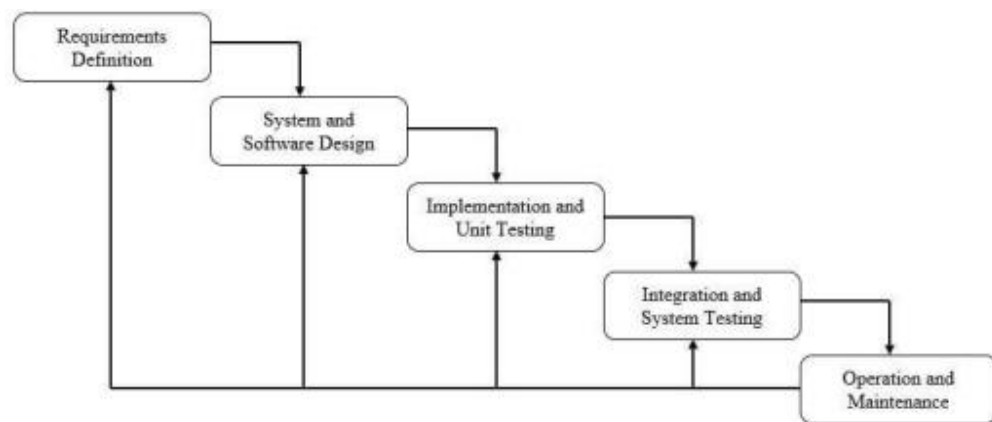 Requirements
Definition
System and
Software Design
Implementation and
Unit Testing
Integration and
System Testing
Operation and
Maintenance